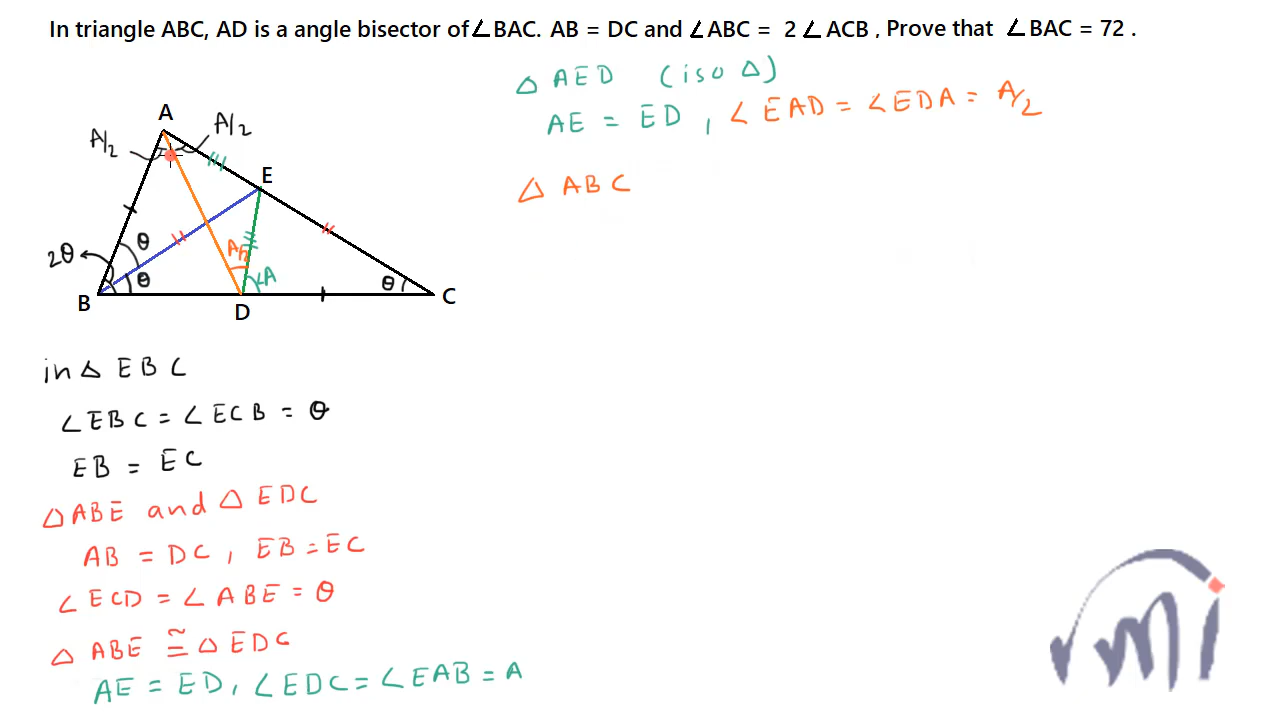 In triangle ABC, AD is a angle bisector of ∠BAC. AB = DC and ∠ABC = 2 ∠ACB , Prove that ∠BAC = 72 .
△ AED (iso △)
AE = ED , ∠EAD = ∠EDA = A/2
△ ABC
A
A/2
A/2
E
θ
2θ
θ
A/2
A
θ
B
D
C
in △ EBC
∠EBC = ∠ECB = θ
EB = EC
△ABE and △EDC
AB = DC , EB = EC
∠ECD = ∠ABE = θ
△ ABE ≅ △EDC
AE = ED, ∠EDC = ∠EAB = A
vmi